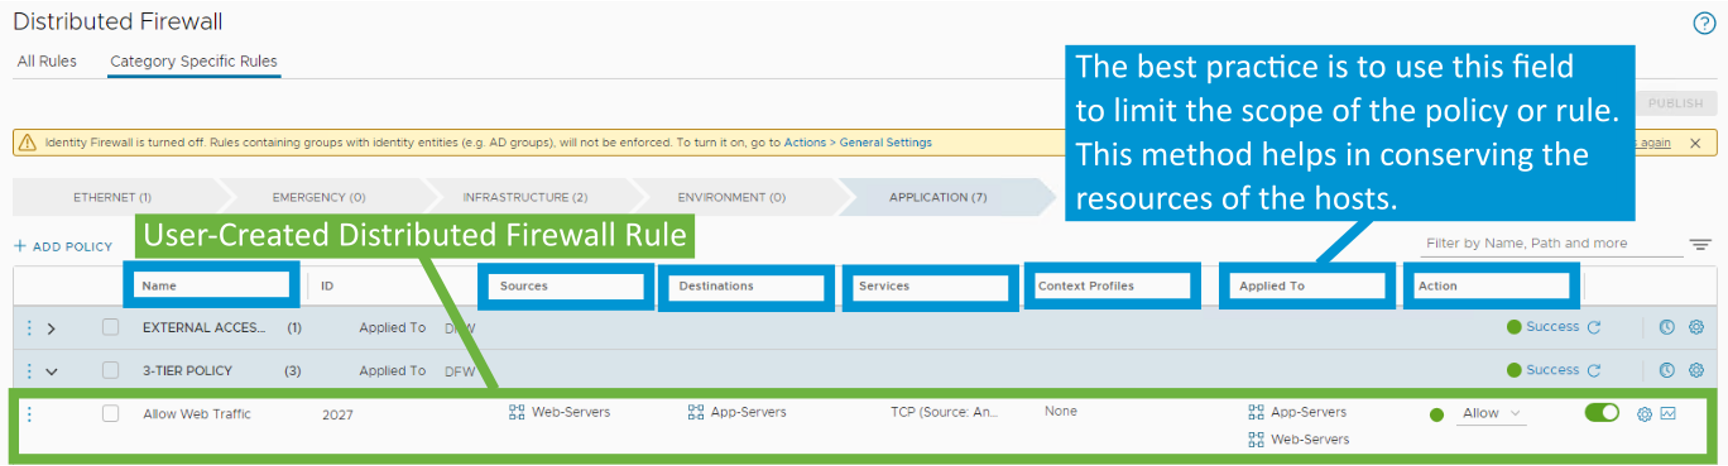 Distributed Firewall
All Rules Category Specific Rules
The best practice is to use this field
to limit the scope of the policy or rule.
This method helps in conserving the
resources of the hosts.
PUBLISH
Identity Firewall is turned off. Rules containing groups with identity entities (e.g. AD groups), will not be enforced. To turn it on, go to Actions > General Settings
again
ETHERNET (1) EMERGENCY (0) INFRASTRUCTURE (2) ENVIRONMENT (0) APPLICATION (7)
User-Created Distributed Firewall Rule
+ ADD POLICY
Filter by Name, Path and more
Name ID Sources Destinations Services Context Profiles Applied To Action
EXTERNAL ACCES... (1) Applied To DFW Success
3-TIER POLICY (3) Applied To DFW Success
Allow Web Traffic 2027 Web-Servers App-Servers TCP (Source: An... None App-Servers Allow
Web-Servers